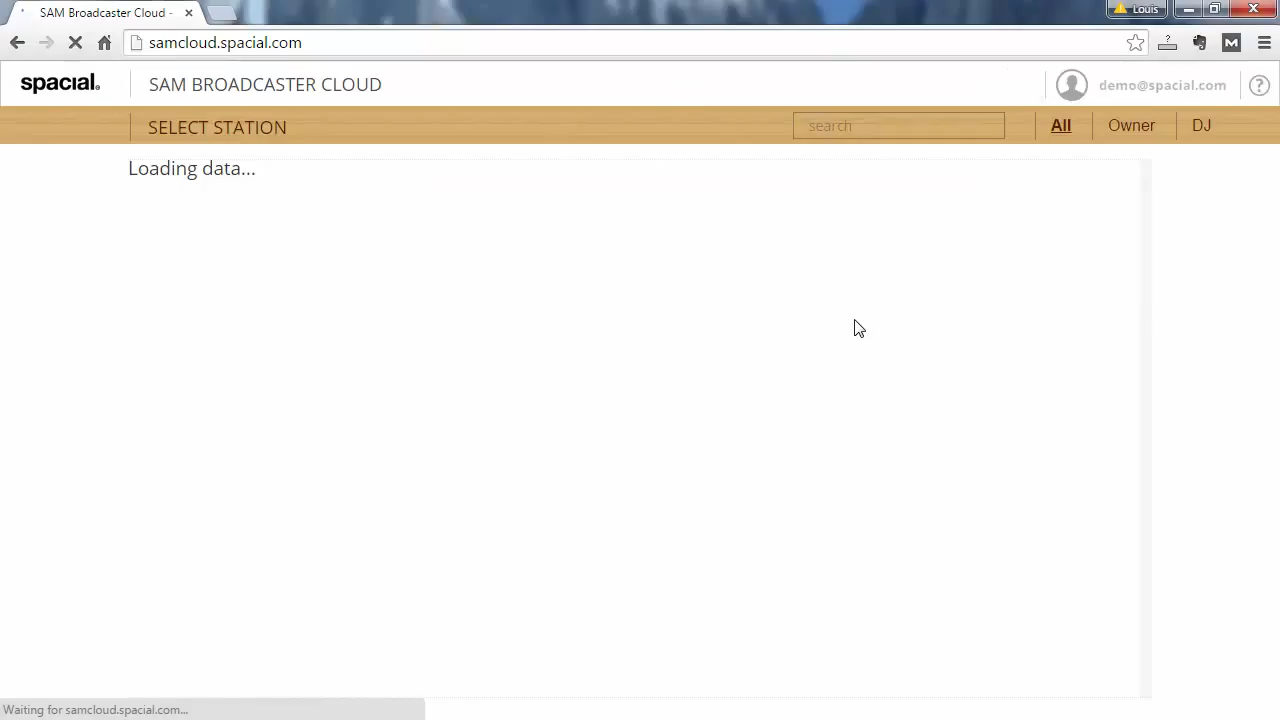 SAM Broadcaster Cloud -
Louis
samcloud.spacial.com
spacial
SAM BROADCASTER CLOUD
demo@spacial.com
?
SELECT STATION
search
All
Owner
DJ
Loading data...
Waiting for samcloud.spacial.com...